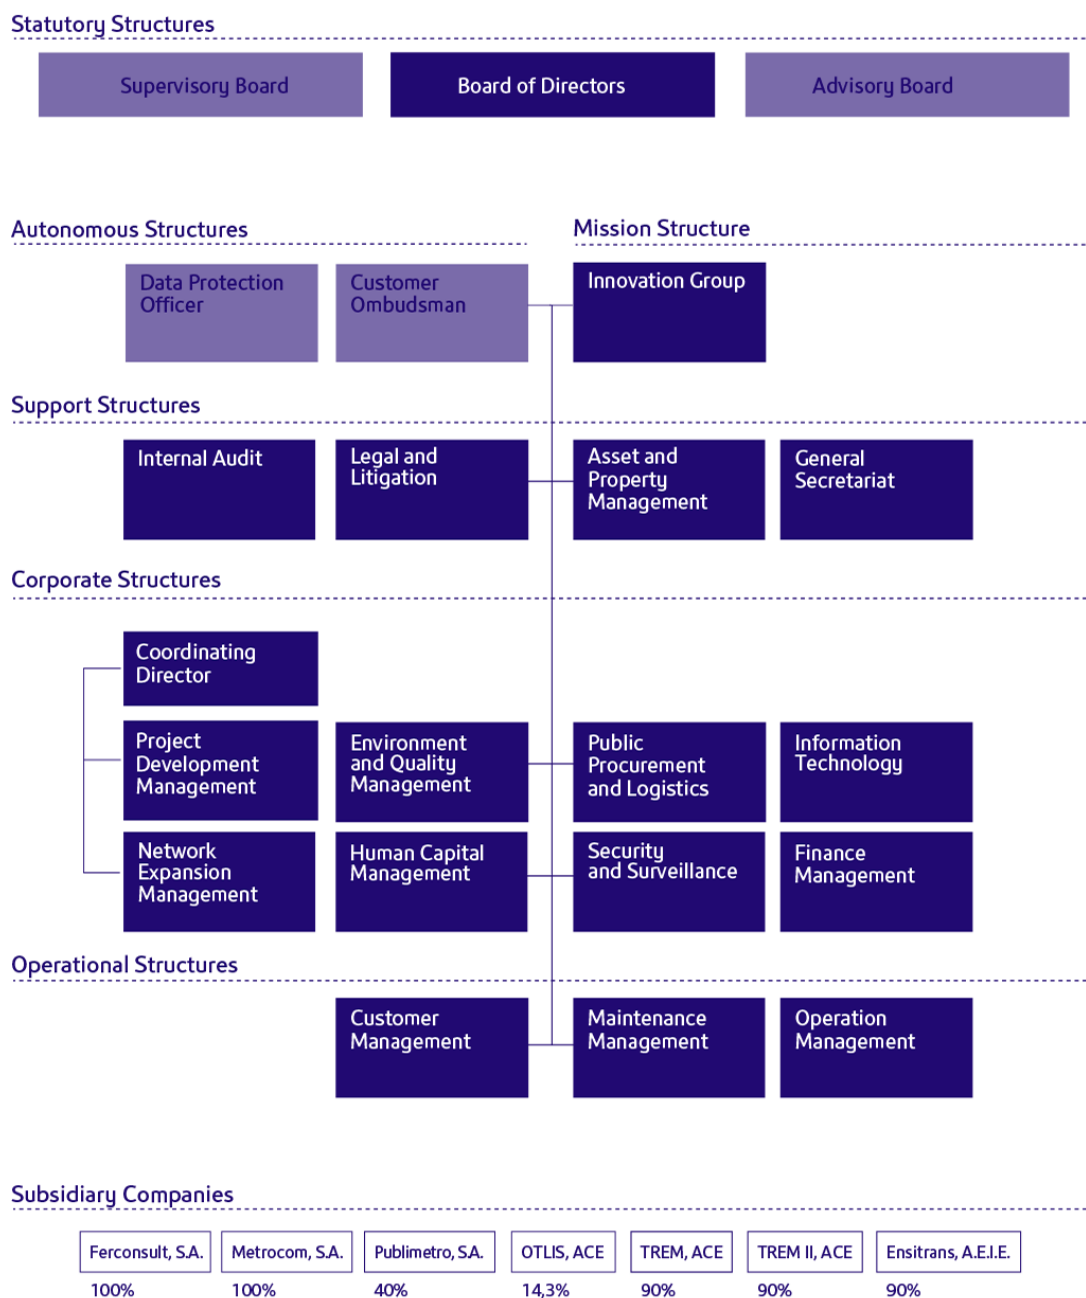 Statutory Structures
Supervisory Board
Board of Directors
Advisory Board
Autonomous Structures
Mission Structure
Data Protection
Officer
Customer
Ombudsman
Innovation Group
Support Structures
Internal Audit
Legal and
Litigation
Asset and
Property
Management
General
Secretariat
Corporate Structures
Coordinating
Director
Project
Development
Management
Environment
and Quality
Management
Public
Procurement
and Logistics
Information
Technology
Network
Expansion
Management
Human Capital
Management
Security
and Surveillance
Finance
Management
Operational Structures
Customer
Management
Maintenance
Management
Operation
Management
Subsidiary Companies
Ferconsult, S.A.
Metrocom, S.A.
Publimetro, S.A.
OTLIS, ACE
TREM, ACE
TREM II, ACE
Ensitrans, A.E.I.E.
100%
100%
40%
14,3%
90%
90%
90%